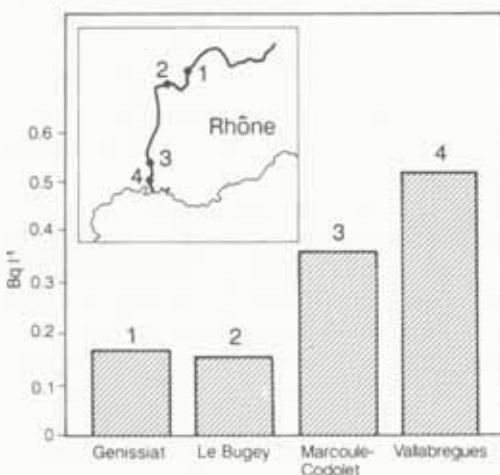 2 1
Rhône
3
4
0.6
0.5
0.4
0.3
0.2
0.1
0
Bq l⁻¹
1
2
3
4
Genissiat
Le Bugey
Marcoule-
Codolet
Vallabregues